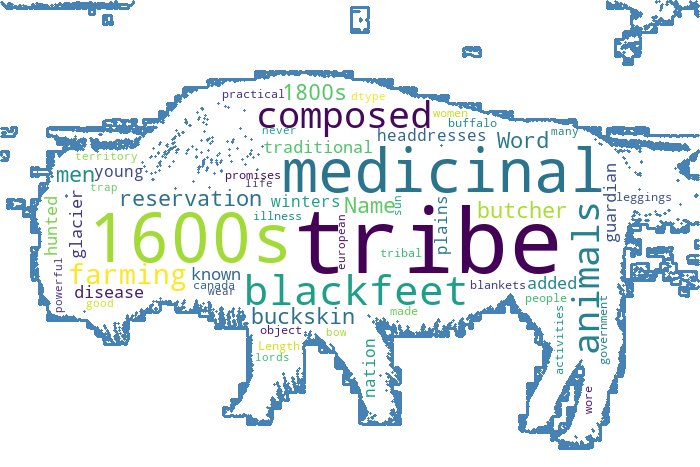 practical
1800s
dtype
composed
women
buffalo
never
headdresses
Word
many
traditional
territory
men
young
trap
promises
life
medicinal
guardian
leggings
reservation
winters
Name
sun
plains
butcher
hunted
glacier
illness
1600s
tribe
european
tribal
animals
farming
known
canada
wear
blackfeet
blankets
added
people
powerful
disease
good
buckskin
made
object
bow
Length
lords
nation
activities
government
wore